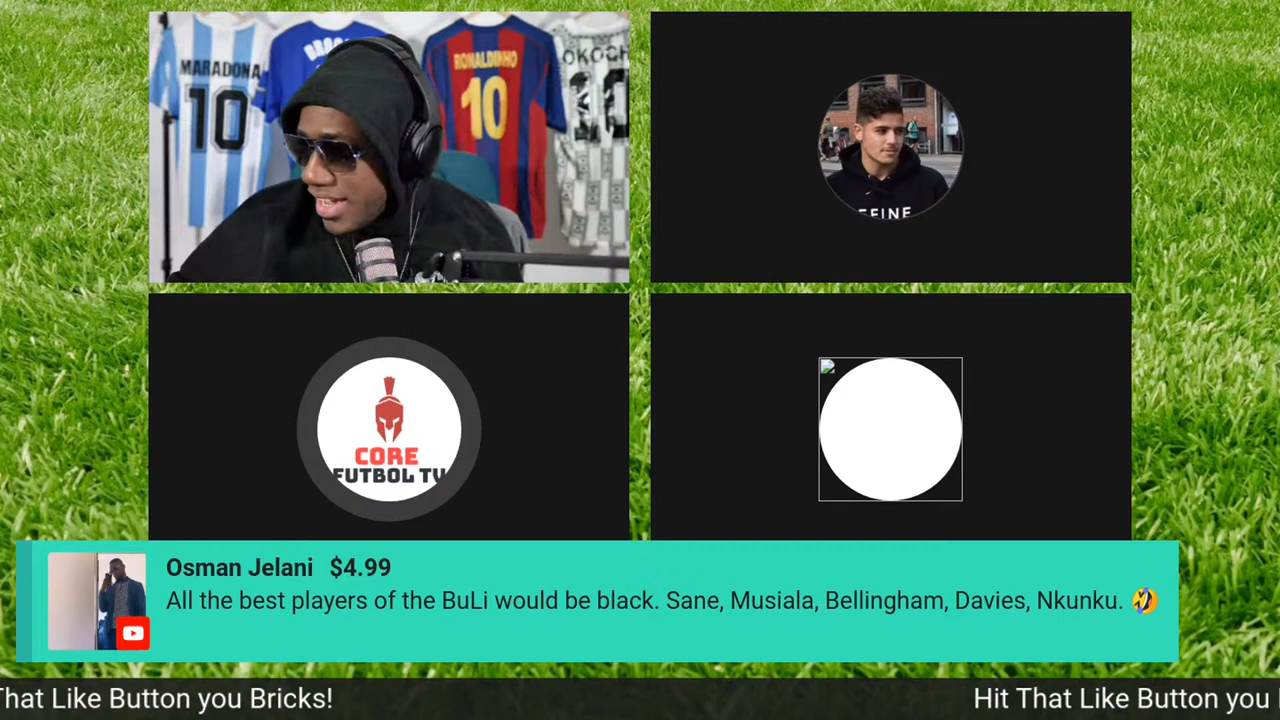 MARADONA
10
RONALDINHO
10
OKOCH
EFINE
CORE
FUTBOL TV
Osman Jelani $4.99
All the best players of the BuLi would be black. Sane, Musiala, Bellingham, Davies, Nkunku. 🤣
That Like Button you Bricks!
Hit That Like Button you